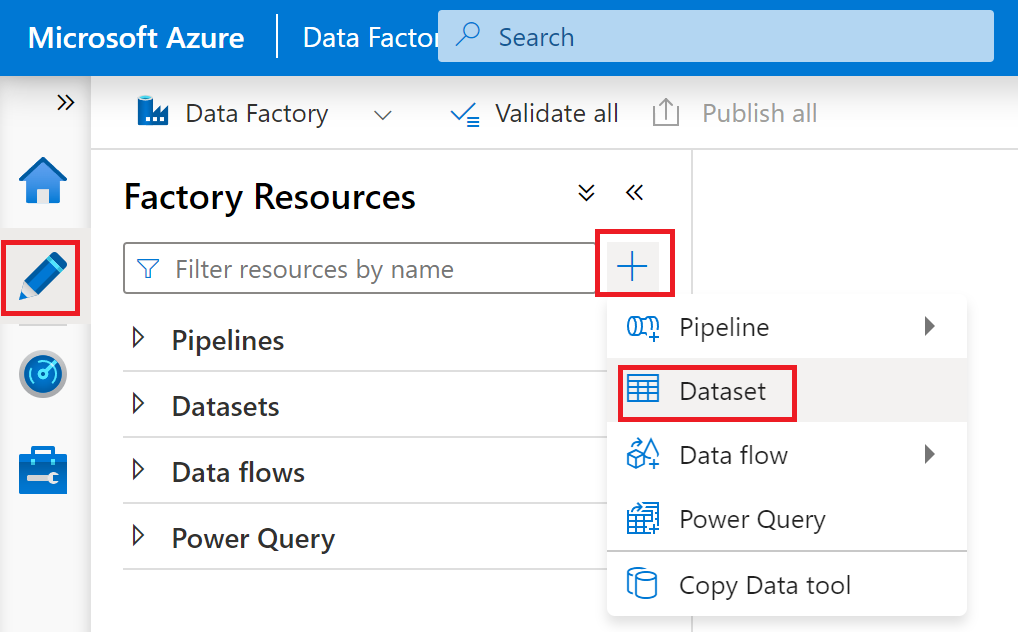 Microsoft Azure
Data Factor
Search
Data Factory
Validate all
Publish all
Factory Resources
Filter resources by name
Pipelines
Datasets
Data flows
Power Query
Pipeline
Dataset
Data flow
Power Query
Copy Data tool